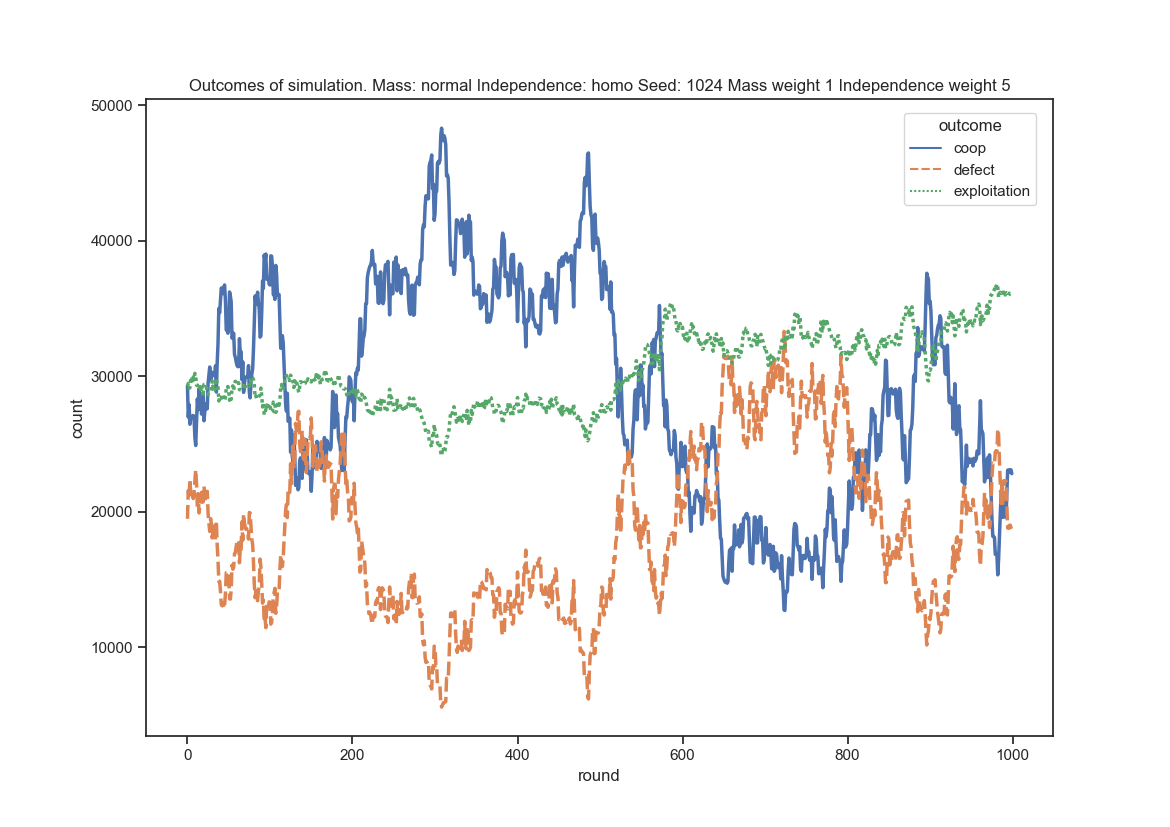 Outcomes of simulation. Mass: normal Independence: homo Seed: 1024 Mass weight 1 Independence weight 5
50000
40000
30000
20000
10000
count
outcome
coop
defect
exploitation
0 200 400 600 800 1000
round